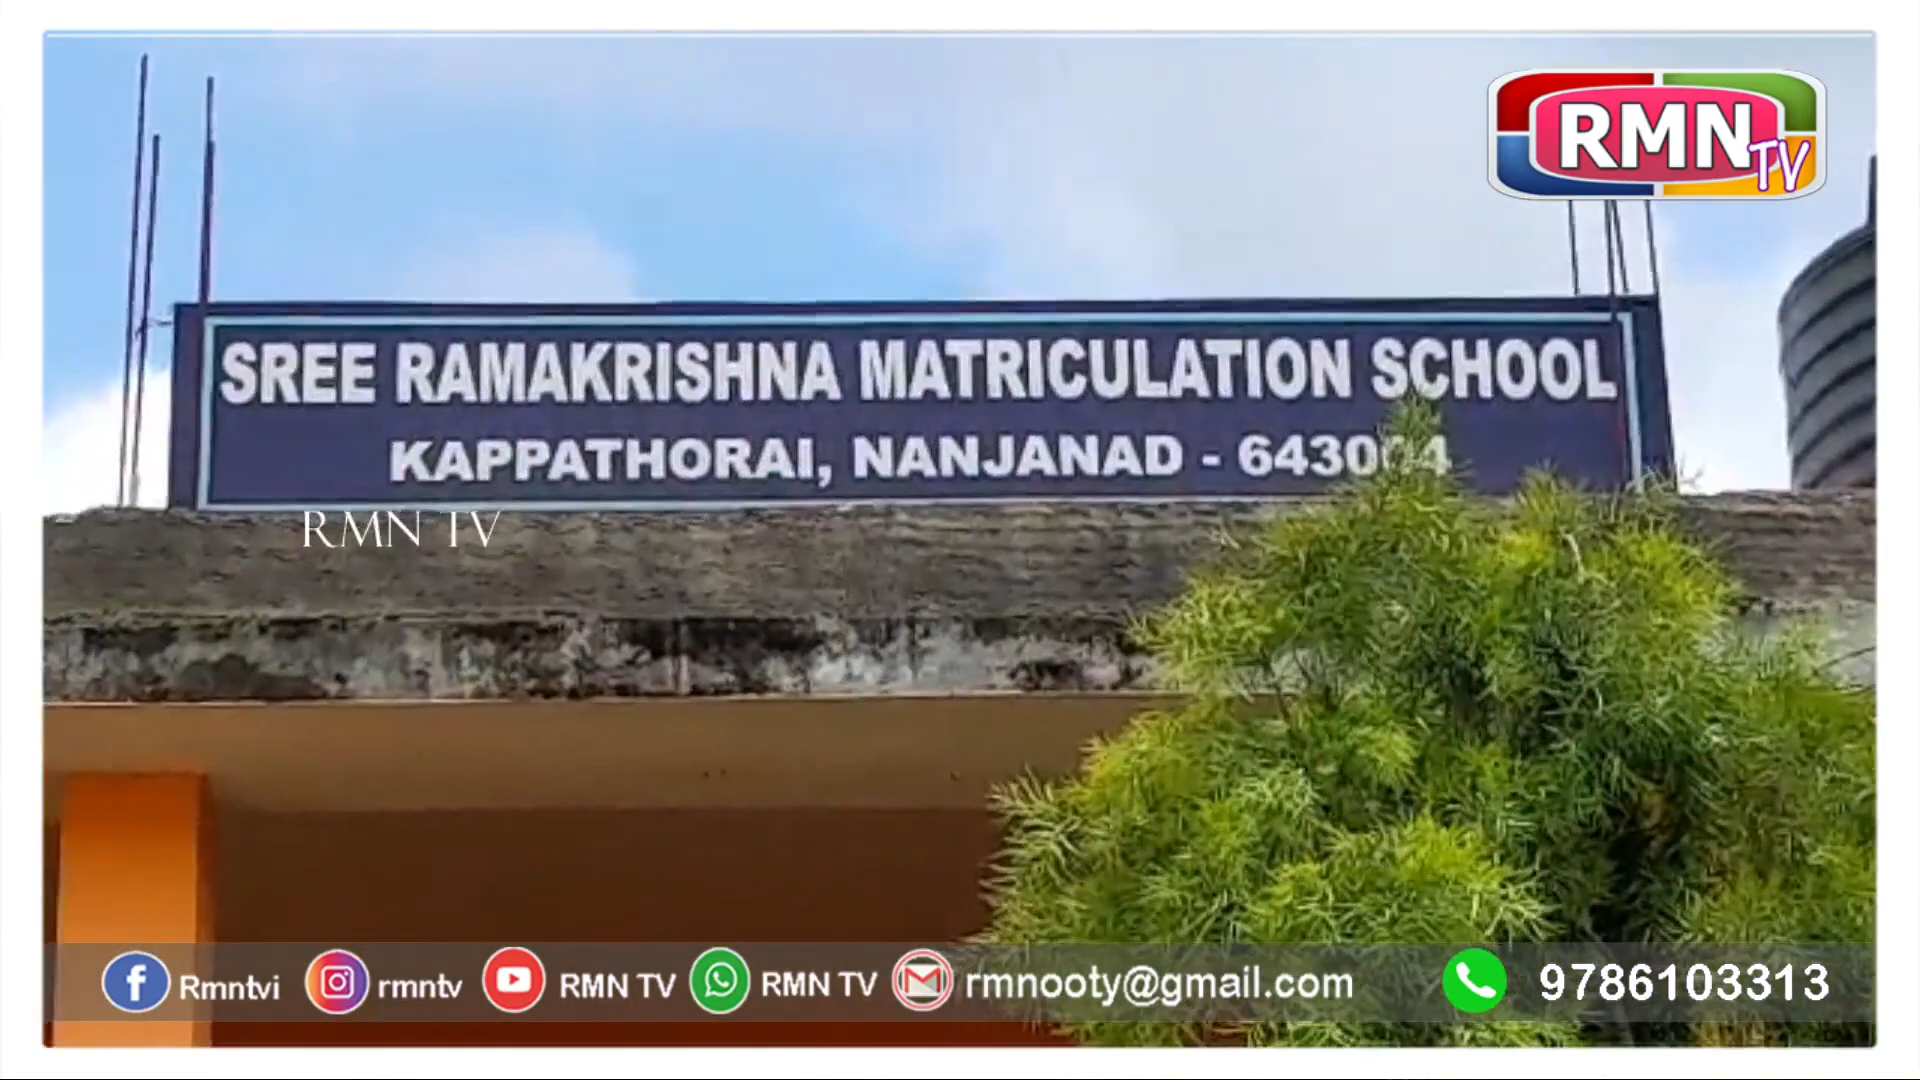 RMN
TV
SREE RAMAKRISHNA MATRICULATION SCHOOL
KAPPATHORAI, NANJANAD - 643004
RMN TV
Rmntvi rmntv RMN TV RMN TV rmnooty@gmail.com 9786103313